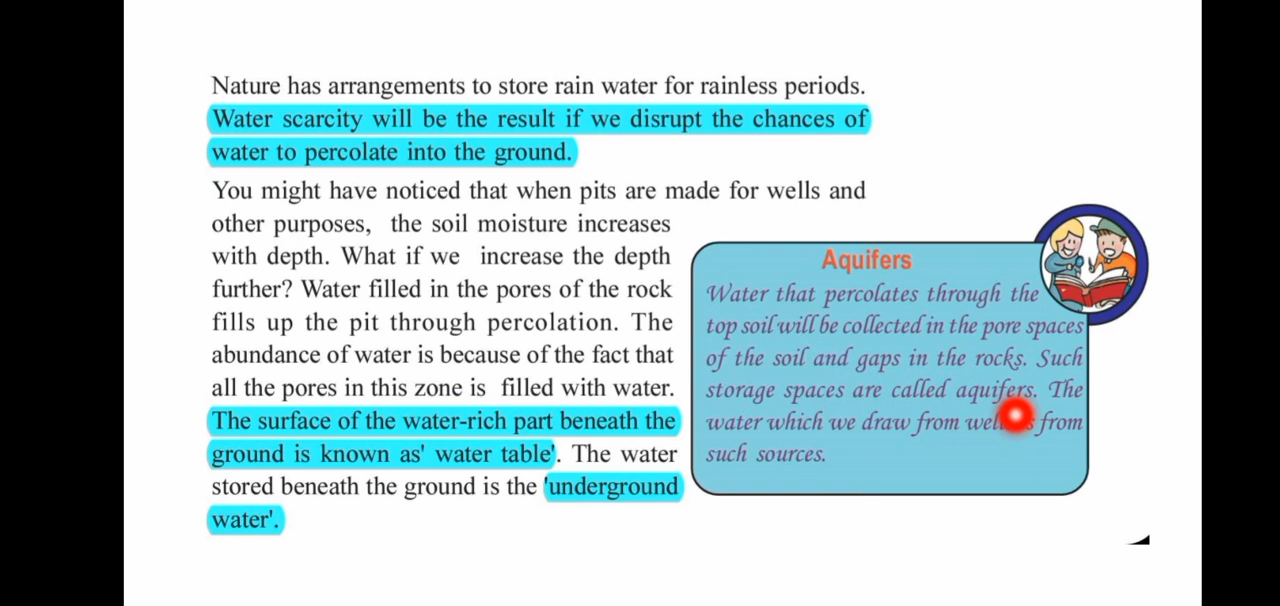 Nature has arrangements to store rain water for rainless periods.
Water scarcity will be the result if we disrupt the chances of
water to percolate into the ground.
You might have noticed that when pits are made for wells and
other purposes, the soil moisture increases
with depth. What if we increase the depth
further? Water filled in the pores of the rock
fills up the pit through percolation. The
abundance of water is because of the fact that
all the pores in this zone is filled with water.
The surface of the water-rich part beneath the
ground is known as' water table'. The water
stored beneath the ground is the 'underground
water'.
Aquifers
Water that percolates through the
top soil will be collected in the pore spaces
of the soil and gaps in the rocks. Such
storage spaces are called aquifers. The
water which we draw from from
such sources.